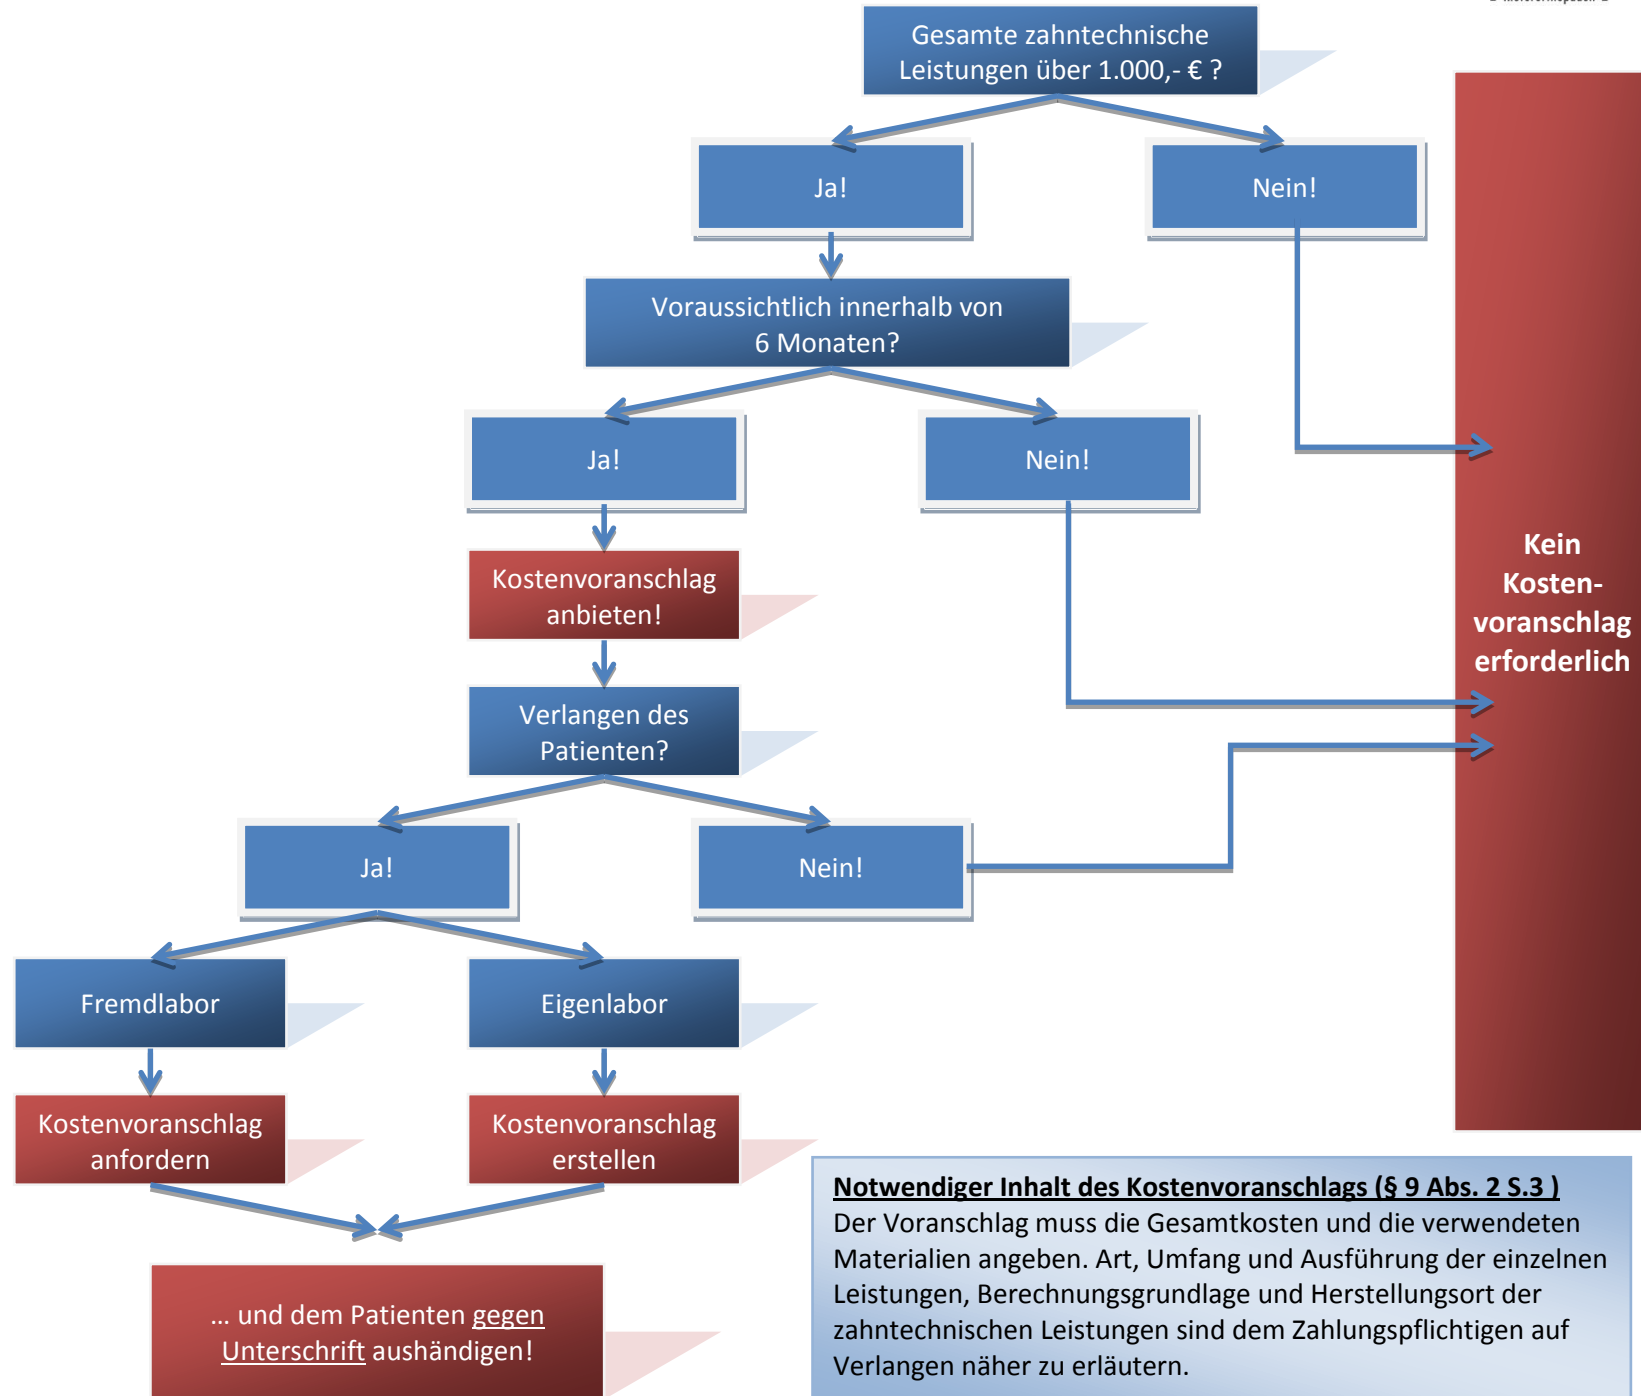 Gesamte zahntechnische
Leistungen über 1.000,- € ?
Ja!
Nein!
Voraussichtlich innerhalb von
6 Monaten?
Ja!
Nein!
Kein
Kosten-
voranschlag
erforderlich
Kostenvoranschlag
anbieten!
Verlangen des
Patienten?
Ja!
Nein!
Fremdlabor
Eigenlabor
Kostenvoranschlag
anfordern
Kostenvoranschlag
erstellen
… und dem Patienten gegen
Unterschrift aushändigen!
Notwendiger Inhalt des Kostenvoranschlags (§ 9 Abs. 2 S.3 )
Der Voranschlag muss die Gesamtkosten und die verwendeten
Materialien angeben. Art, Umfang und Ausführung der einzelnen
Leistungen, Berechnungsgrundlage und Herstellungsort der
zahntechnischen Leistungen sind dem Zahlungspflichtigen auf
Verlangen näher zu erläutern.